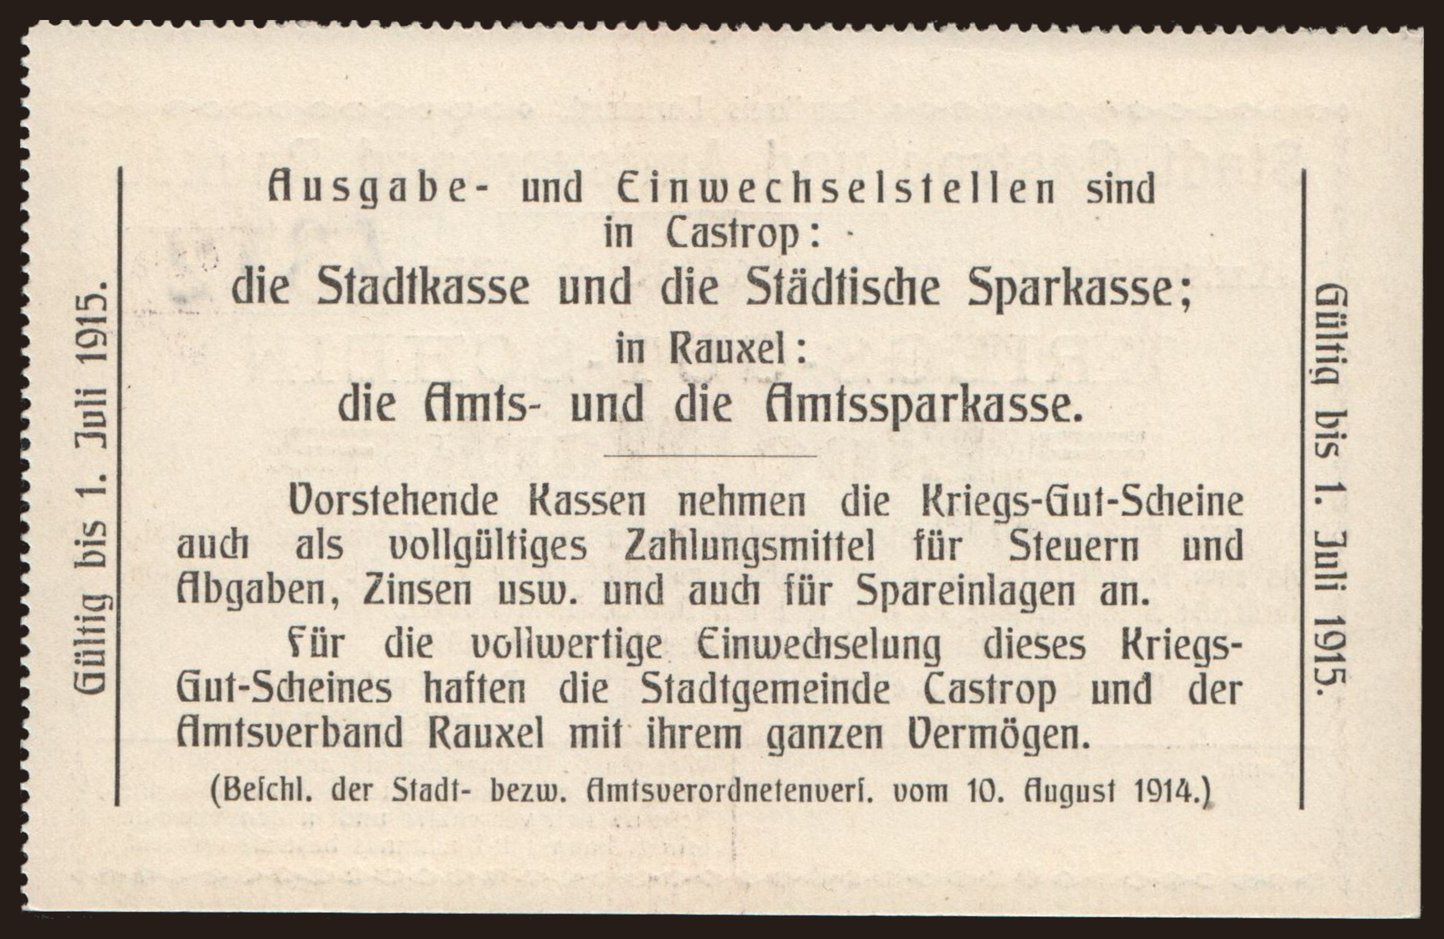 Gültig bis 1. Juli 1915.
Ausgabe- und Einwechselstellen sind
in Castrop:
die Stadtkasse und die Städtische Sparkasse;
in Rauxel:
die Amts- und die Amtssparkasse.
Vorstehende Kassen nehmen die Kriegs-Gut-Scheine
auch als vollgültiges Zahlungsmittel für Steuern und
Abgaben, Zinsen usw. und auch für Spareinlagen an.
Für die vollwertige Einwechselung dieses Kriegs-
Gut-Scheines haften die Stadtgemeinde Castrop und der
Amtsverband Rauxel mit ihrem ganzen Vermögen.
(Beschl. der Stadt- bezw. Amtsverordnetenvers. vom 10. August 1914.)
Gültig bis 1. Juli 1915.